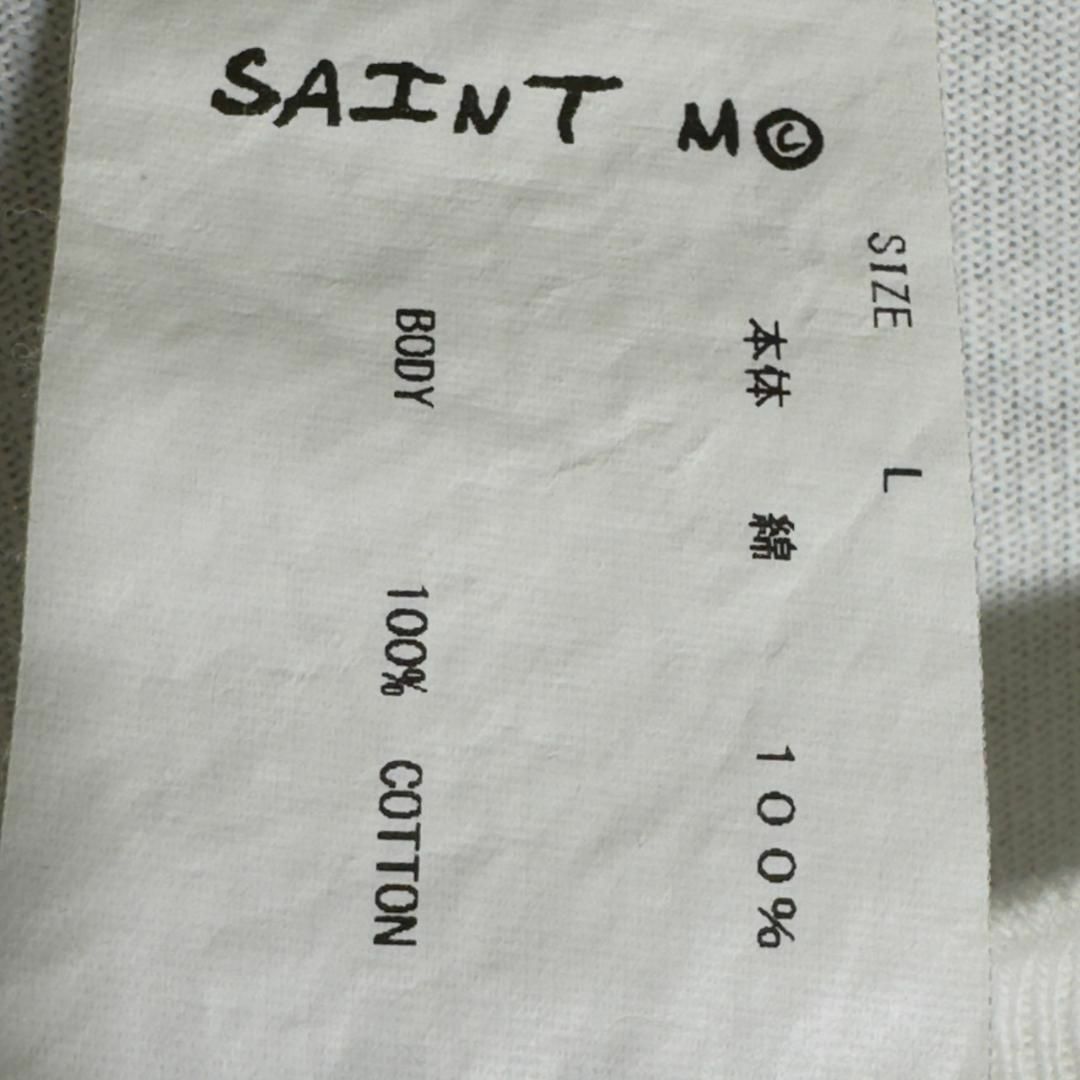 SAINT M©
SIZE L
本体 綿 100%
BODY 100% COTTON